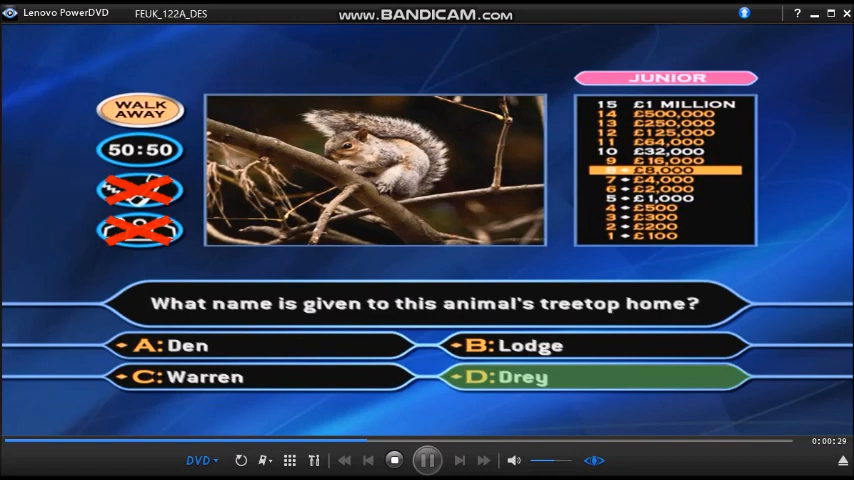 Lenovo PowerDVD
FEUK_122A_DES
www.BANDICAM.com
WALK
AWAY
50:50
JUNIOR
15 £1 MILLION
14 £500,000
13 £250,000
12 £125,000
11 £64,000
10 £32,000
9 £16,000
8 £8,000
7 £4,000
6 £2,000
5 £1,000
4 £500
3 £300
2 £200
1 £100
What name is given to this animal's treetop home?
A: Den
B: Lodge
C: Warren
D: Drey
0:00:29
DVD